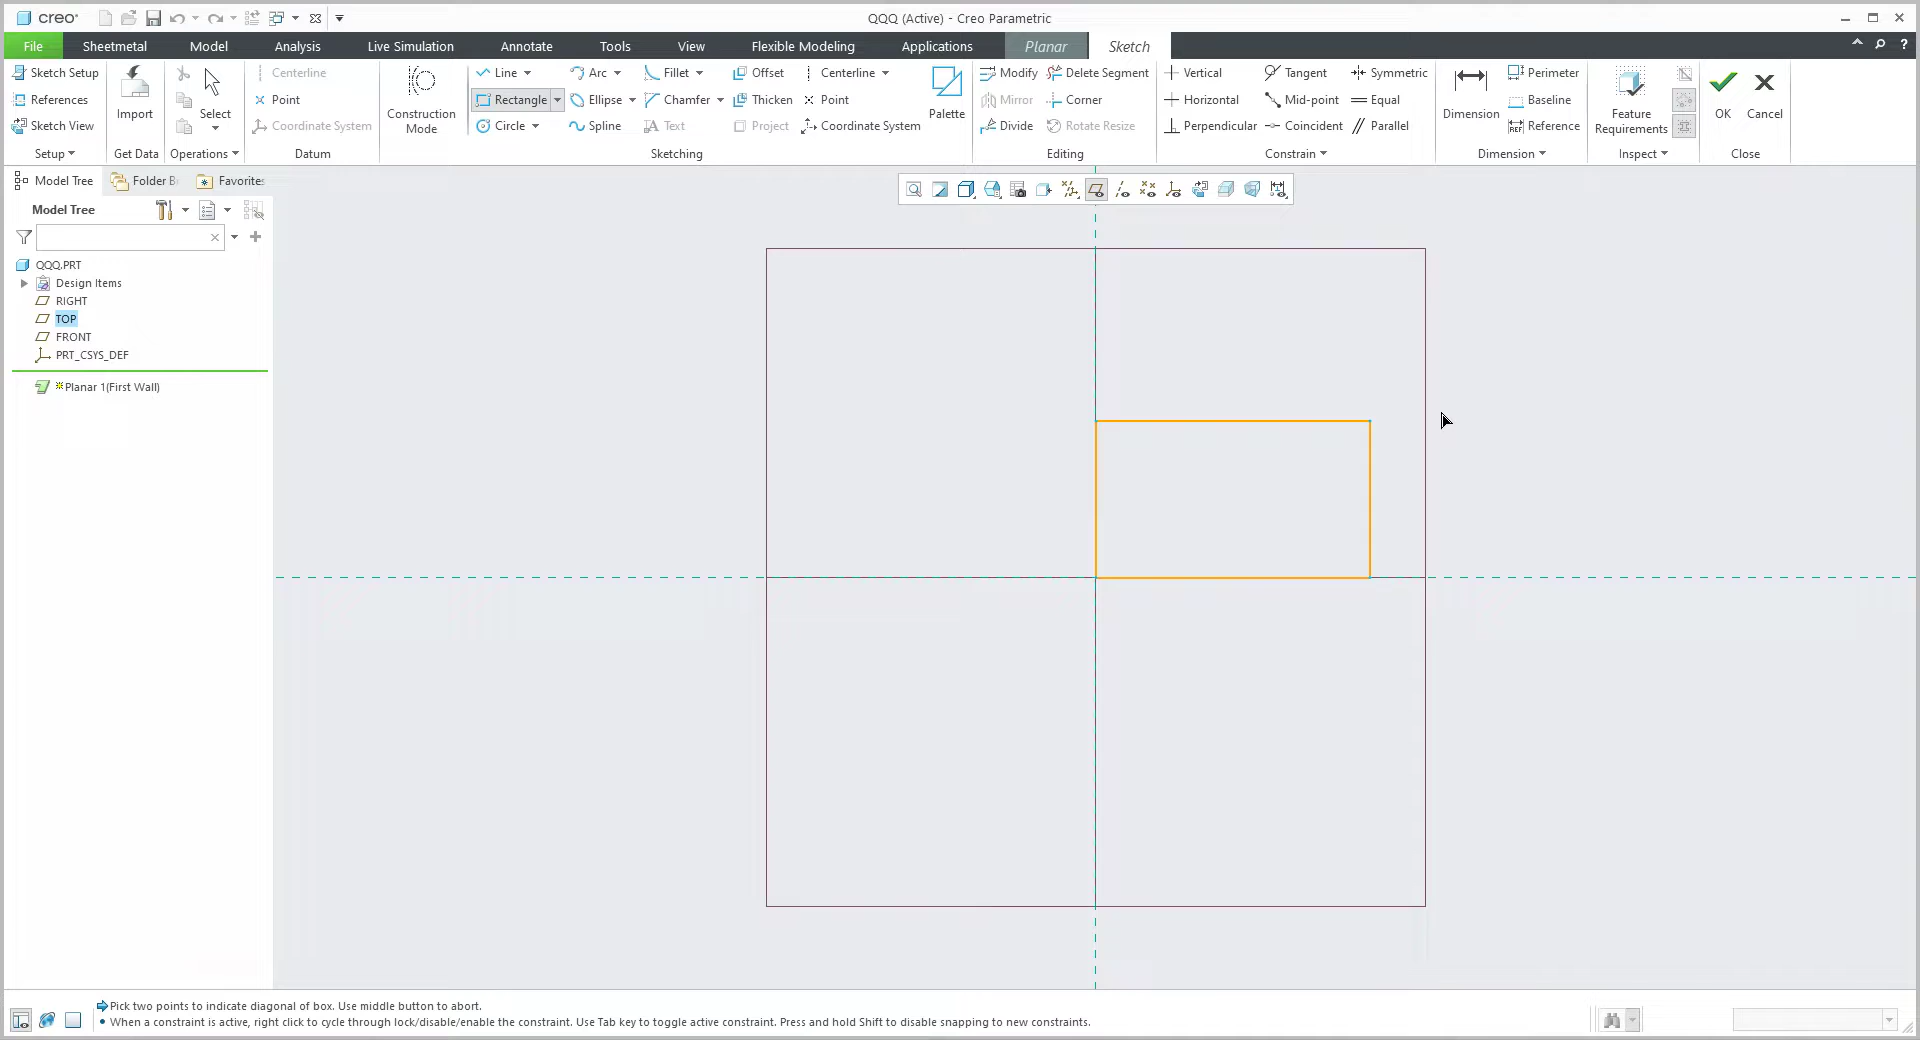 creo
QQQ (Active) - Creo Parametric
File Sheetmetal Model Analysis Live Simulation Annotate Tools View Flexible Modeling Applications Planar Sketch
Sketch Setup
References
Sketch View
Setup
Import
Get Data
Select
Operations
Centerline
Point
Coordinate System
Datum
Construction
Mode
Line Arc Fillet Offset Centerline
Rectangle Ellipse Chamfer Thicken Point
Circle Spline Text Project Coordinate System
Palette
Sketching
Modify Delete Segment
Mirror Corner
Divide Rotate Resize
Editing
Vertical Tangent Symmetric
Horizontal Mid-point Equal
Perpendicular Coincident Parallel
Constrain
Dimension
Perimeter
Baseline
REF Reference
Dimension
Feature
Requirements
Inspect
OK Cancel
Close
Model Tree Folder B Favorites
Model Tree
QQQ.PRT
Design Items
RIGHT
TOP
FRONT
PRT_CSYS_DEF
Planar 1(First Wall)
Pick two points to indicate diagonal of box. Use middle button to abort.
• When a constraint is active, right click to cycle through lock/disable/enable the constraint. Use Tab key to toggle active constraint. Press and hold Shift to disable snapping to new constraints.